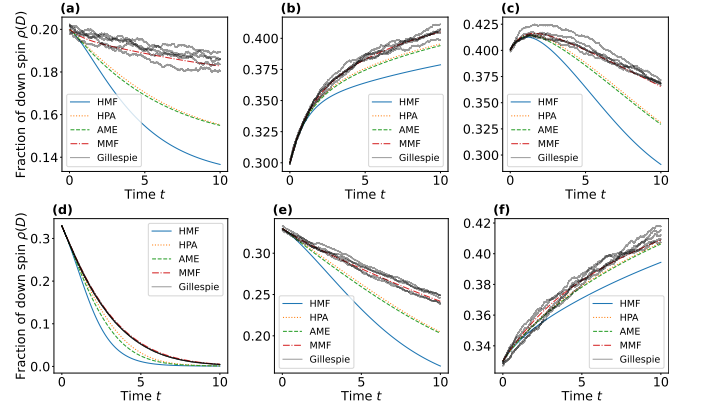 (a)
(b)
(c)
Fraction of down spin ρ(D)
0.20
0.18
0.16
0.14
0
5
10
Time t
HMF
HPA
AME
MMF
Gillespie
0.400
0.375
0.350
0.325
0.300
0
5
10
Time t
HMF
HPA
AME
MMF
Gillespie
0.425
0.400
0.375
0.350
0.325
0.300
0
5
10
Time t
HMF
HPA
AME
MMF
Gillespie
(d)
(e)
(f)
Fraction of down spin ρ(D)
0.3
0.2
0.1
0.0
0
5
10
Time t
HMF
HPA
AME
MMF
Gillespie
0.30
0.25
0.20
0
5
10
Time t
HMF
HPA
AME
MMF
Gillespie
0.42
0.40
0.38
0.36
0.34
0
5
10
Time t
HMF
HPA
AME
MMF
Gillespie